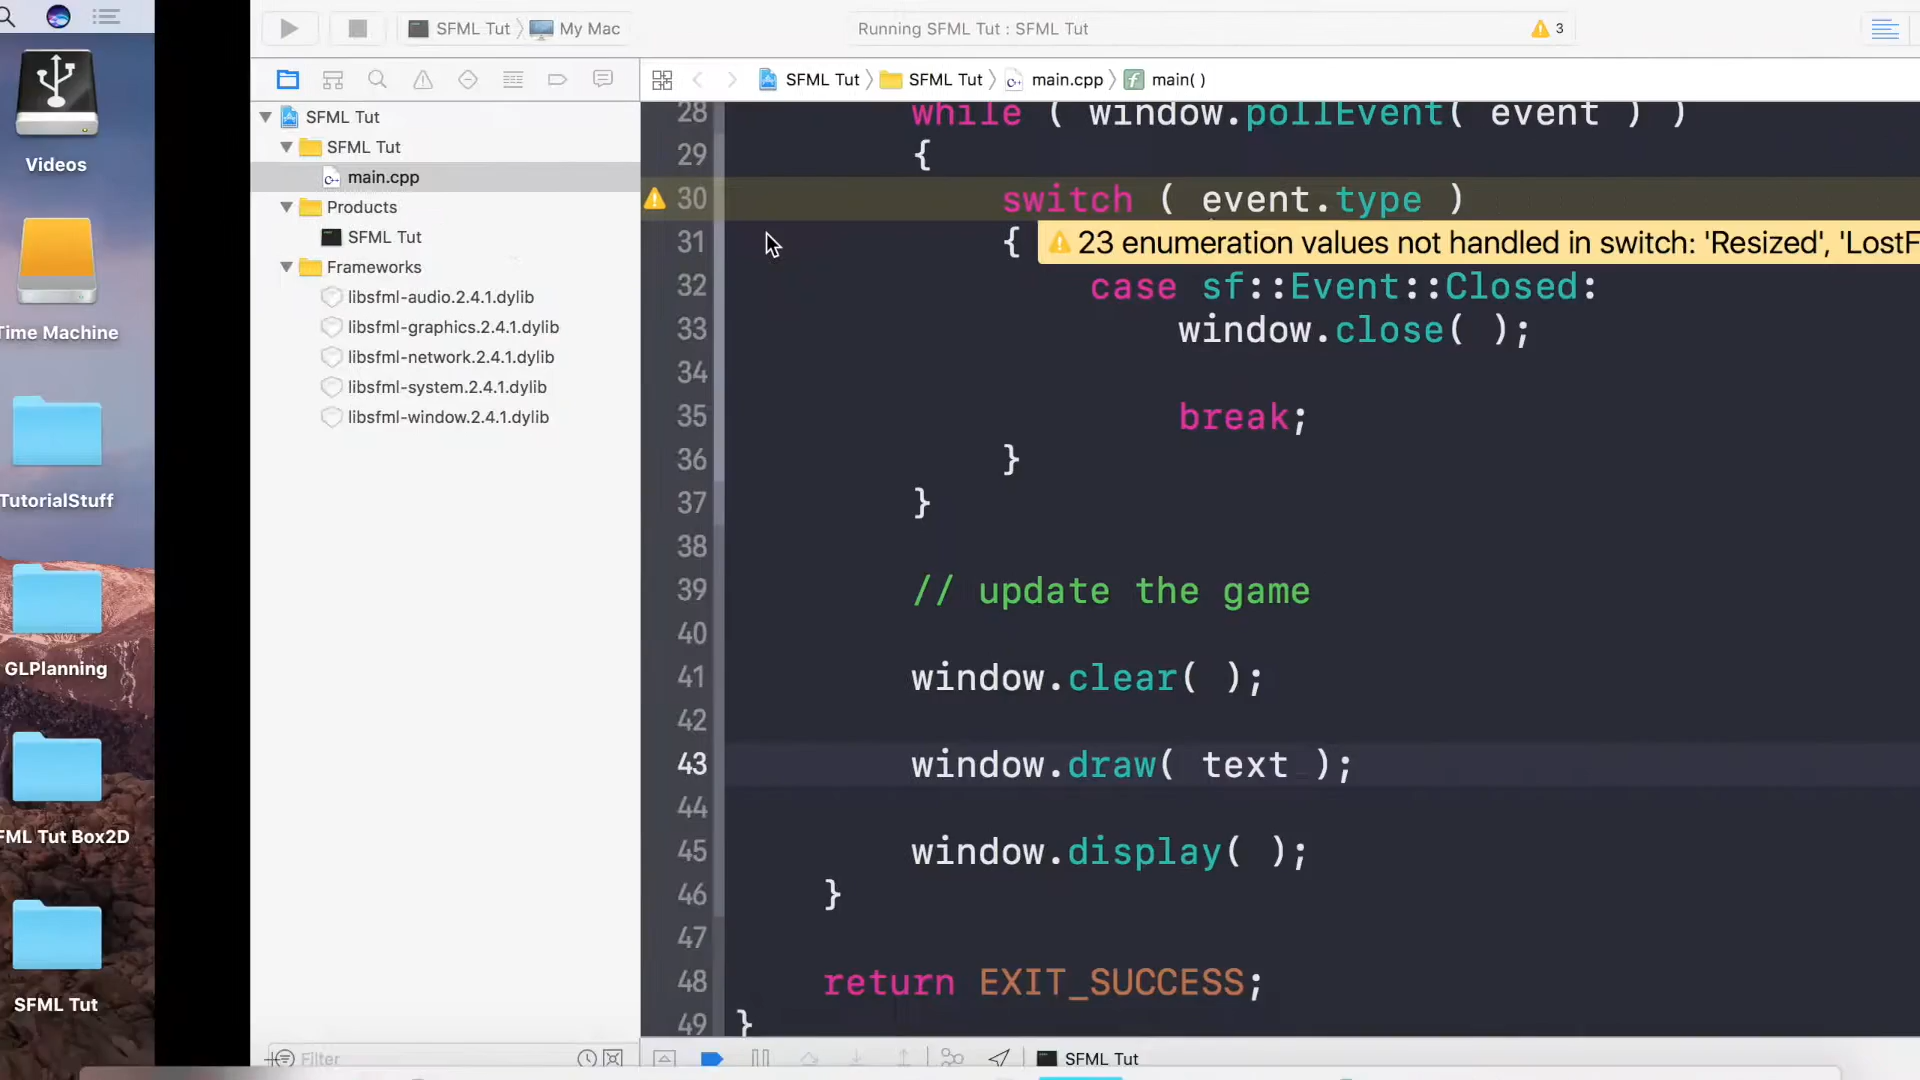 SFML Tut
My Mac
Running SFML Tut : SFML Tut
3
SFML Tut
SFML Tut
main.cpp
main( )
Videos
Time Machine
TutorialStuff
GLPlanning
FML Tut Box2D
SFML Tut
SFML Tut
SFML Tut
main.cpp
Products
SFML Tut
Frameworks
libsfml-audio.2.4.1.dylib
libsfml-graphics.2.4.1.dylib
libsfml-network.2.4.1.dylib
libsfml-system.2.4.1.dylib
libsfml-window.2.4.1.dylib
Filter
28 while ( window.pollEvent( event ) )
29 {
30 switch ( event.type )
31 { 23 enumeration values not handled in switch: 'Resized', 'LostF
32 case sf::Event::Closed:
33 window.close( );
34
35 break;
36 }
37 }
38
39 // update the game
40
41 window.clear( );
42
43 window.draw( text );
44
45 window.display( );
46 }
47
48 return EXIT_SUCCESS;
49 }
SFML Tut